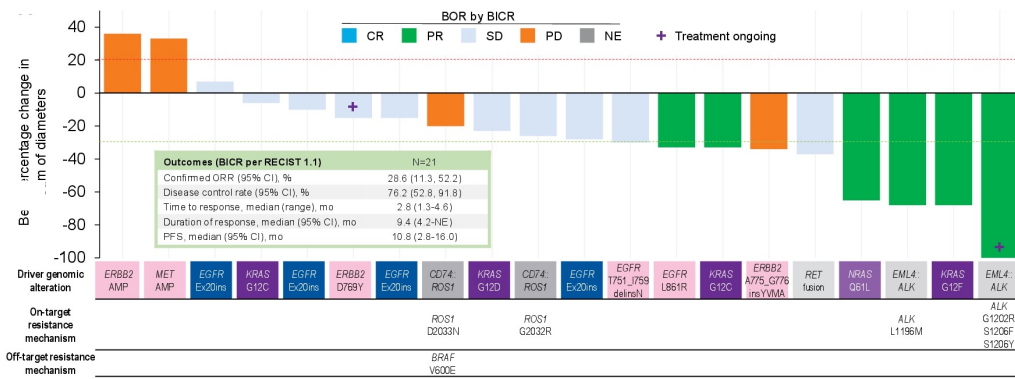 BOR by BICR
CR PR SD PD NE + Treatment ongoing
40
20
0
-20
-40
-60
-80
-100
Outcomes (BICR per RECIST 1.1) N=21
Confirmed ORR (95% CI), % 28.6 (11.3, 52.2)
Disease control rate (95% CI), % 76.2 (52.8, 91.8)
Time to response, median (range), mo 2.8 (1.3-4.6)
Duration of response, median (95% CI), mo 9.4 (4.2-NE)
PFS, median (95% CI), mo 10.8 (2.8-16.0)
Driver genomic
alteration
ERBB2
AMP
MET
AMP
EGFR
Ex20ins
KRAS
G12C
EGFR
Ex20ins
ERBB2
D769Y
EGFR
Ex20ins
CD74::
ROS1
KRAS
G12D
CD74::
ROS1
EGFR
Ex20ins
EGFR
T751_I759
delinsN
EGFR
L861R
KRAS
G12C
ERBB2
A775_G776
insYVMA
RET
fusion
NRAS
Q61L
EML4::
ALK
KRAS
G12F
EML4::
ALK
On-target
resistance
mechanism
ROS1
D2033N
ROS1
G2032R
ALK
L1196M
ALK
G1202R
S1206F
S1206Y
Off-target resistance
mechanism
BRAF
V600E